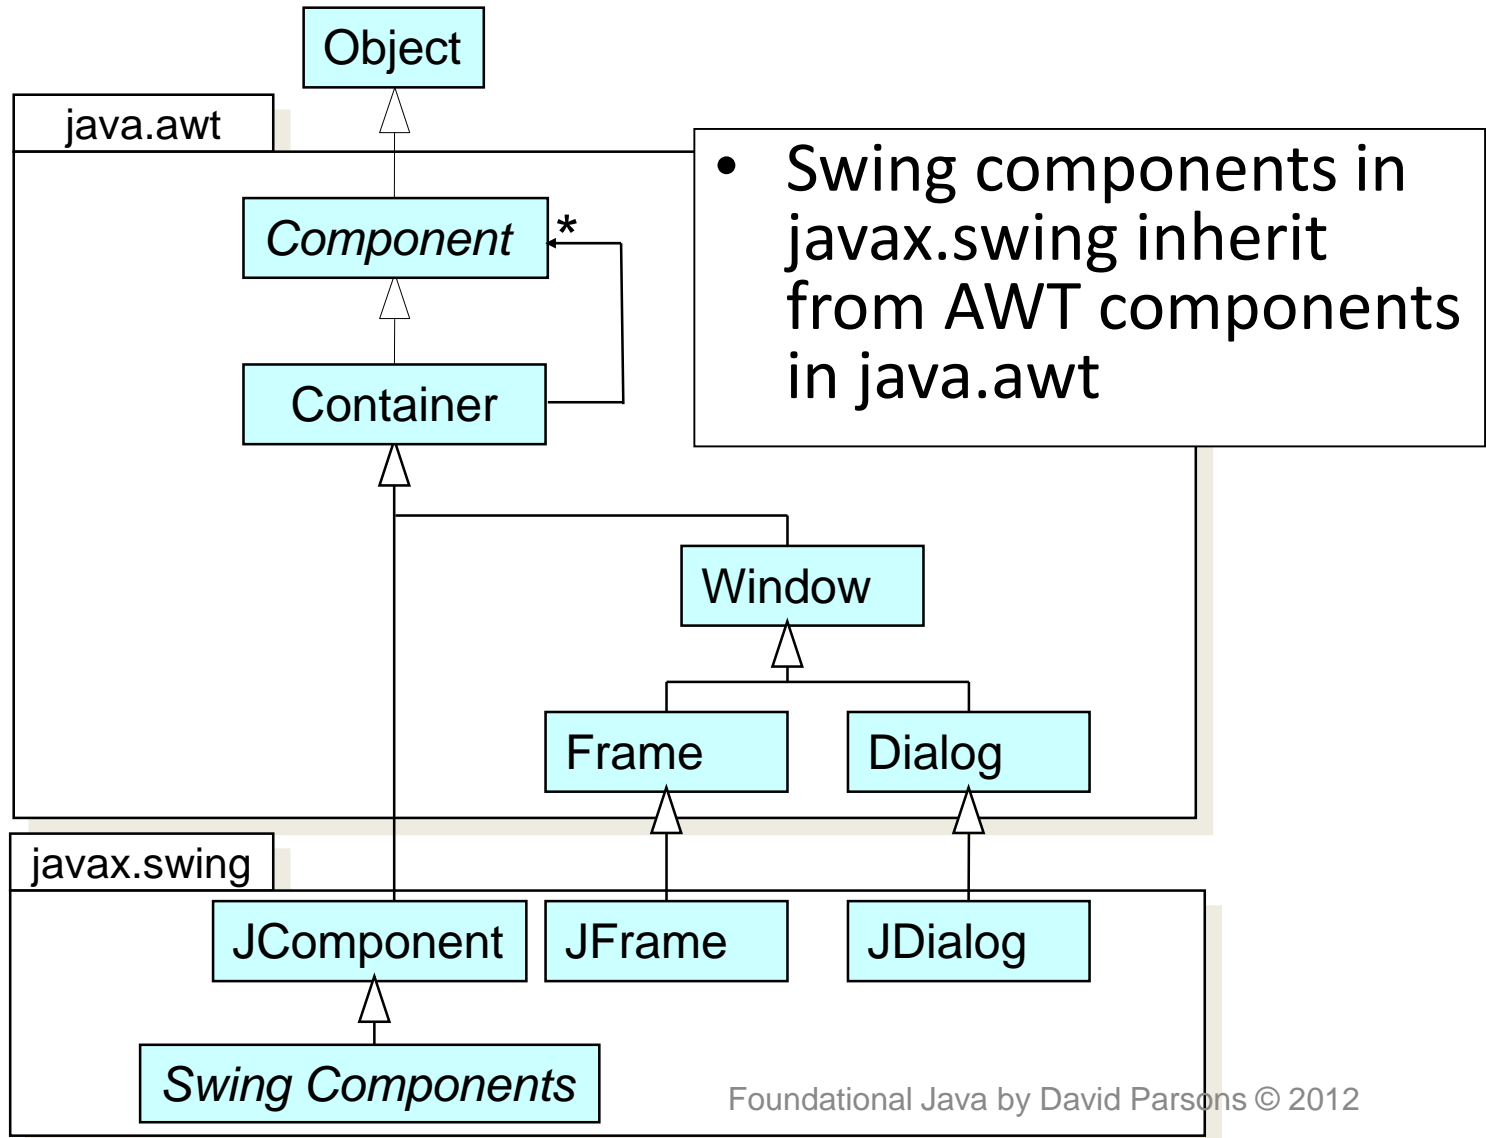 Object
java.awt
• Swing components in
javax.swing inherit
from AWT components
in java.awt
Component *
Container
Window
Frame
Dialog
javax.swing
JComponent
JFrame
JDialog
Swing Components
Foundational Java by David Parsons © 2012